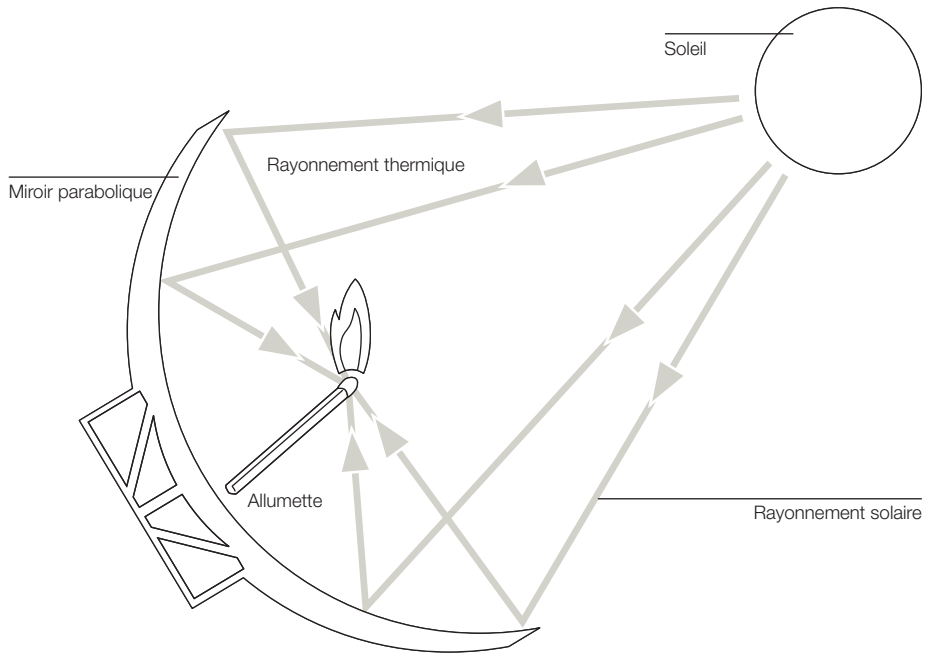 Soleil
Rayonnement thermique
Miroir parabolique
Allumette
Rayonnement solaire